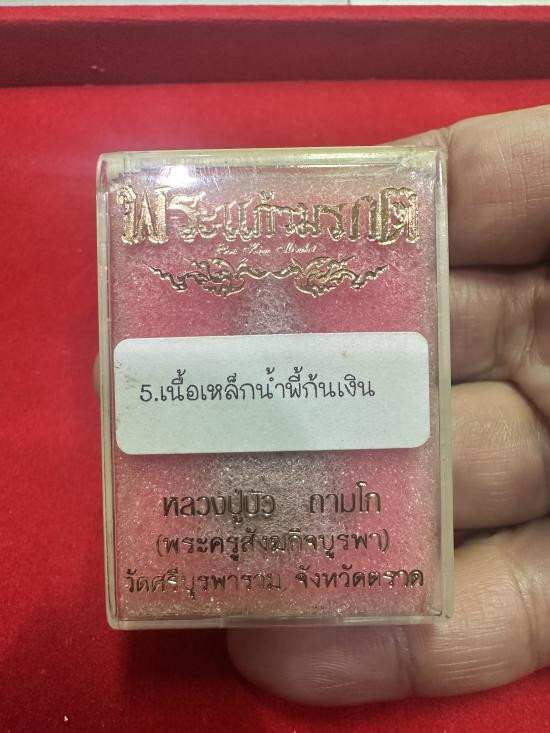 พระแก้วมรกต
5.เนื้อเหล็กน้ำพี้ก้นเงิน
หลวงปู่บัว ถามโก
(พระครูสังฆกิจบูรพา)
วัดศรีบุรพาราม จังหวัดตราด